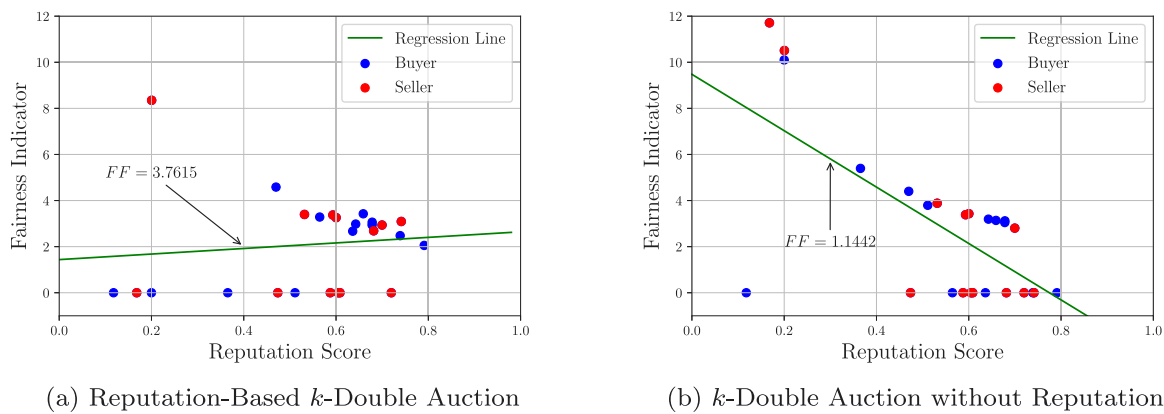 12
10
8
6
4
2
0
Fairness Indicator
Regression Line
Buyer
Seller
FF = 3.7615
0.0 0.2 0.4 0.6 0.8 1.0
Reputation Score
(a) Reputation-Based k-Double Auction
12
10
8
6
4
2
0
Fairness Indicator
Regression Line
Buyer
Seller
FF = 1.1442
0.0 0.2 0.4 0.6 0.8 1.0
Reputation Score
(b) k-Double Auction without Reputation